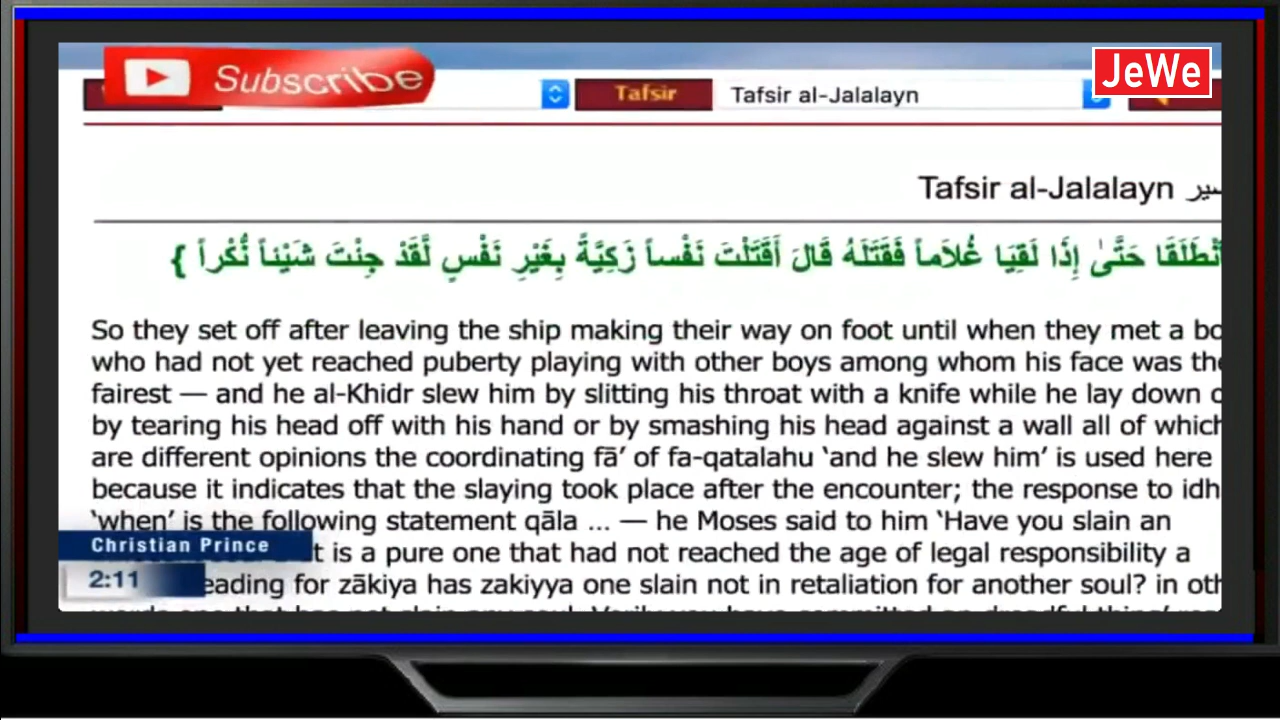 Subscribe
JeWe
Tafsir
Tafsir al-Jalalayn
Tafsir al-Jalalayn
نْطَلَقَا حَتَّىٰ إِذَا لَقِيَا غُلاَماً فَقَتَلَهُ قَالَ أَقَتَلْتَ نَفْساً زَكِيَّةً بِغَيْرِ نَفْسٍ لَّقَدْ جِئْتَ شَيْئاً نُّكْراً }
So they set off after leaving the ship making their way on foot until when they met a bo
who had not yet reached puberty playing with other boys among whom his face was the
fairest — and he al-Khidr slew him by slitting his throat with a knife while he lay down o
by tearing his head off with his hand or by smashing his head against a wall all of which
are different opinions the coordinating fā’ of fa-qatalahu ‘and he slew him’ is used here
because it indicates that the slaying took place after the encounter; the response to idh
‘when’ is the following statement qāla ... — he Moses said to him ‘Have you slain an
Christian Prince
t is a pure one that had not reached the age of legal responsibility a
2:11
eading for zākiya has zakiyya one slain not in retaliation for another soul? in oth